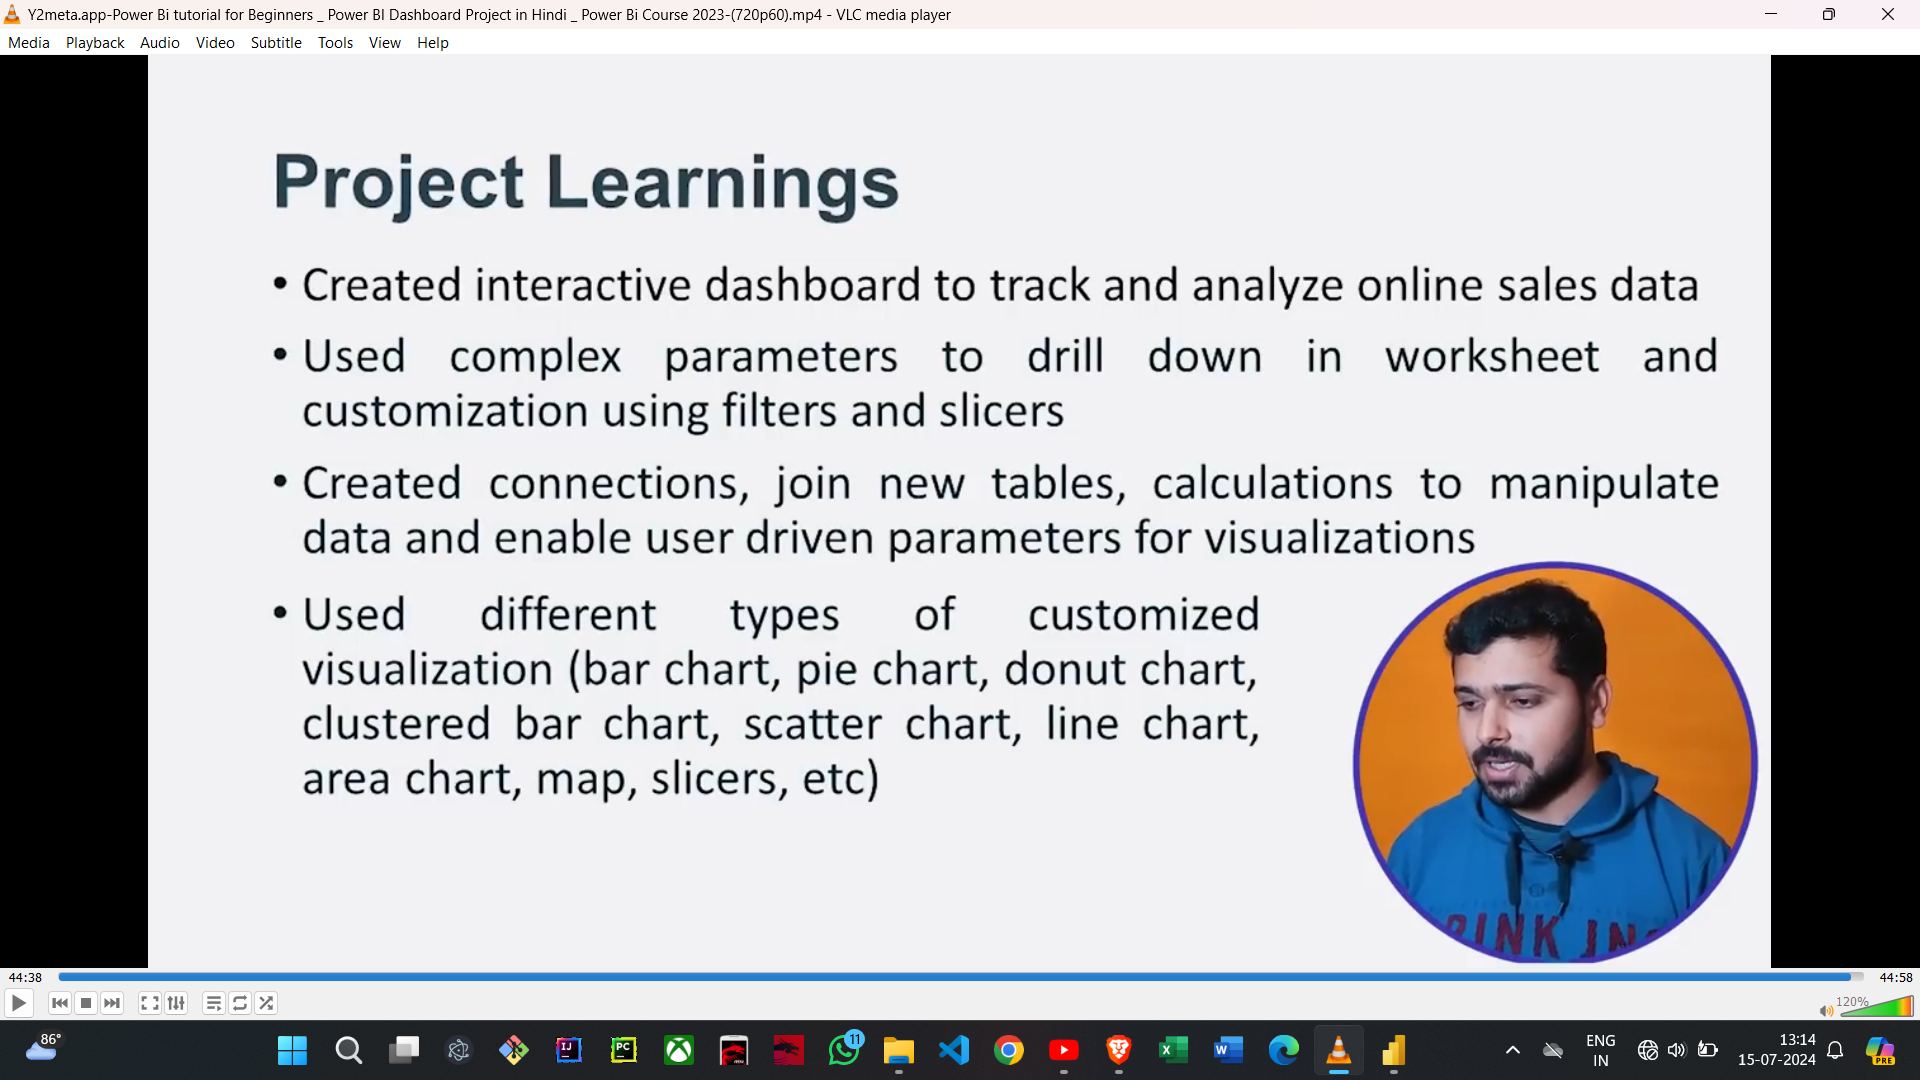 Y2meta.app-Power Bi tutorial for Beginners _ Power BI Dashboard Project in Hindi _ Power Bi Course 2023-(720p60).mp4 - VLC media player
Media Playback Audio Video Subtitle Tools View Help
Project Learnings
• Created interactive dashboard to track and analyze online sales data
• Used complex parameters to drill down in worksheet and
customization using filters and slicers
• Created connections, join new tables, calculations to manipulate
data and enable user driven parameters for visualizations
• Used different types of customized
visualization (bar chart, pie chart, donut chart,
clustered bar chart, scatter chart, line chart,
area chart, map, slicers, etc)
44:38
44:58
120%
86°
IJ
PC
11
ENG
IN
13:14
15-07-2024
PRE